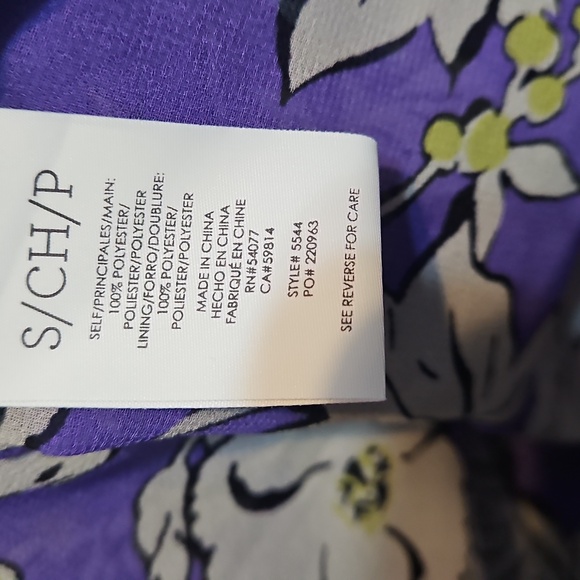 S/CH/P
SELF/PRINCIPALES/MAIN:
100% POLYESTER/
POLIESTER/POLYESTER
LINING/FORRO/DOUBLURE:
100% POLYESTER/
POLIESTER/POLYESTER
MADE IN CHINA
HECHO EN CHINA
FABRIQUÉ EN CHINE
RN#54077
CA#59814
STYLE# 5544
PO# 220963
SEE REVERSE FOR CARE